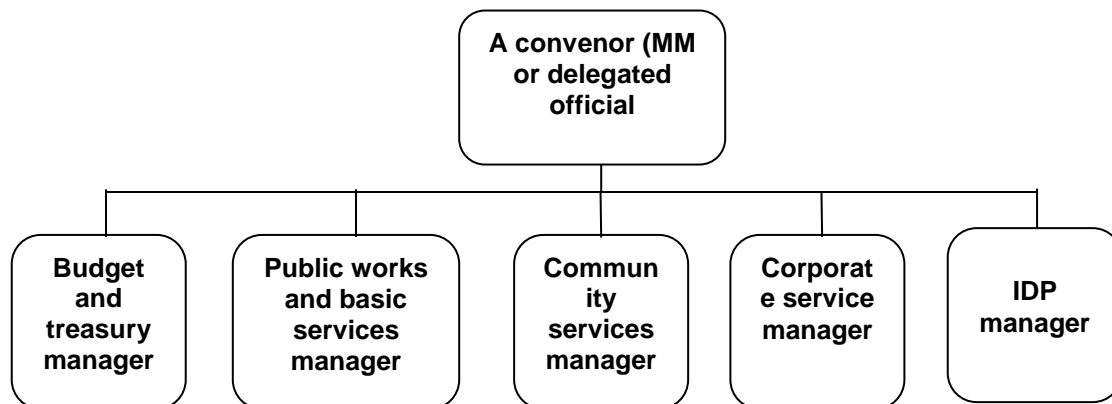 A convenor (MM
or delegated
official
Budget
and
treasury
manager
Public works
and basic
services
manager
Commun
ity
services
manager
Corporat
e service
manager
IDP
manager